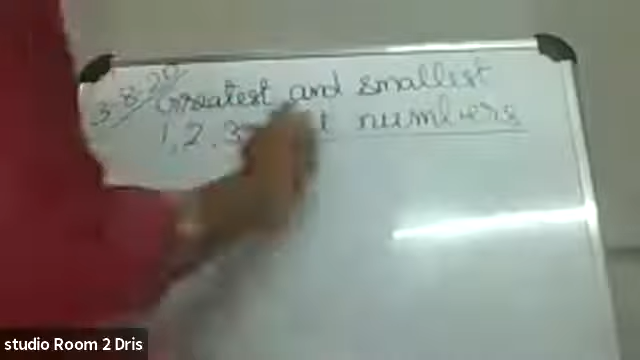 3-8-20
Greatest and smallest
1, 2, 3 numbers
studio Room 2 Dris